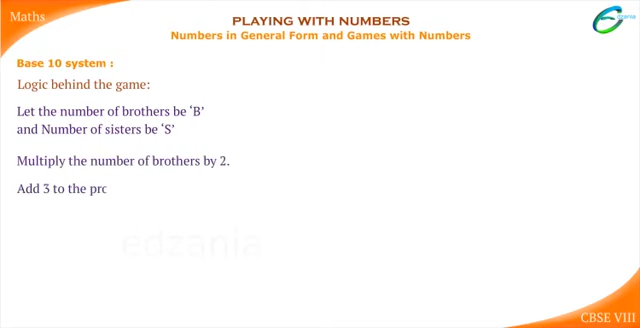 Maths
PLAYING WITH NUMBERS
Numbers in General Form and Games with Numbers
edzania
Base 10 system :
Logic behind the game:
Let the number of brothers be ‘B’
and Number of sisters be ‘S’
Multiply the number of brothers by 2.
Add 3 to the prc
edzania
CBSE VIII